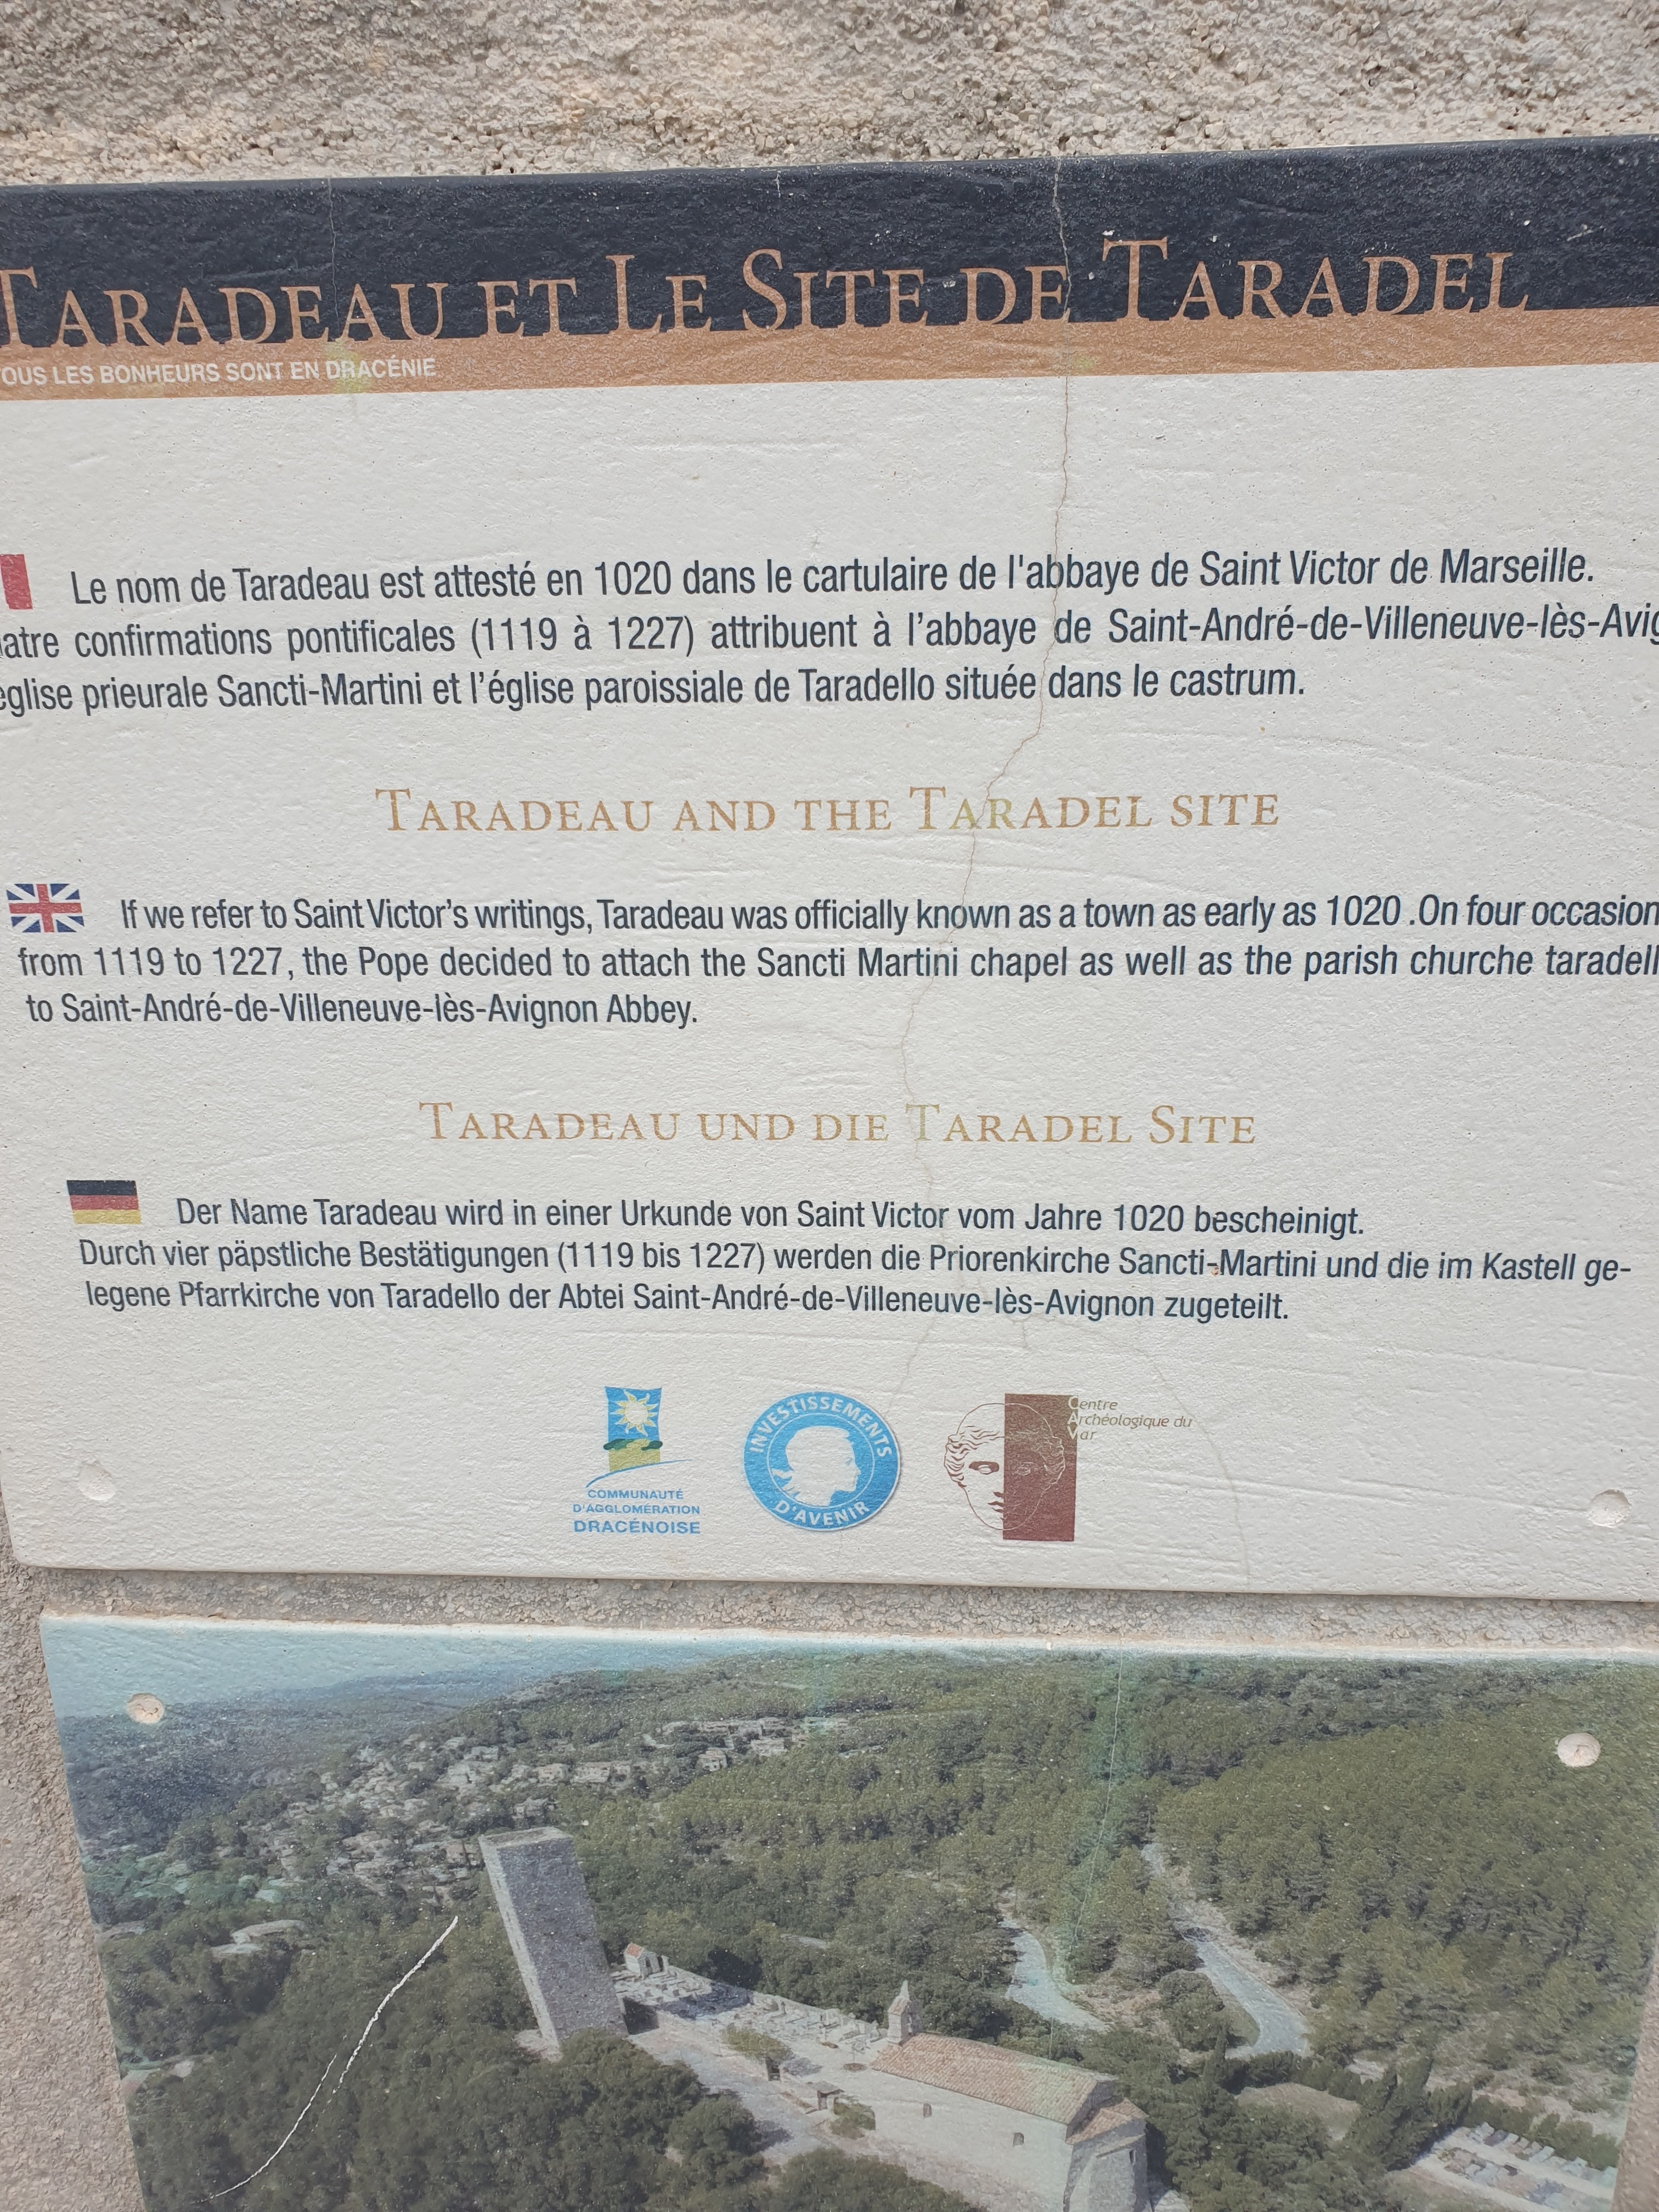 TARADEAU ET LE SITE DE TARADEL
OUS LES BONHEURS SONT EN DRACÉNIE
Le nom de Taradeau est attesté en 1020 dans le cartulaire de l'abbaye de Saint Victor de Marseille.
atre confirmations pontificales (1119 à 1227) attribuent à l'abbaye de Saint-André-de-Villeneuve-lès-Avig
église prieurale Sancti-Martini et l'église paroissiale de Taradello située dans le castrum.
TARADEAU AND THE TARADEL SITE
If we refer to Saint Victor's writings, Taradeau was officially known as a town as early as 1020 .On four occasion
from 1119 to 1227, the Pope decided to attach the Sancti Martini chapel as well as the parish churche taradell
to Saint-André-de-Villeneuve-lès-Avignon Abbey.
TARADEAU UND DIE TARADEL SITE
Der Name Taradeau wird in einer Urkunde von Saint Victor vom Jahre 1020 bescheinigt.
Durch vier päpstliche Bestätigungen (1119 bis 1227) werden die Priorenkirche Sancti-Martini und die im Kastell ge-
legene Pfarrkirche von Taradello der Abtei Saint-André-de-Villeneuve-lès-Avignon zugeteilt.
COMMUNAUTÉ
D'AGGLOMÉRATION
DRACÉNOISE
INVESTISSEMENTS
D'AVENIR
Centre
Archéologique du
Var